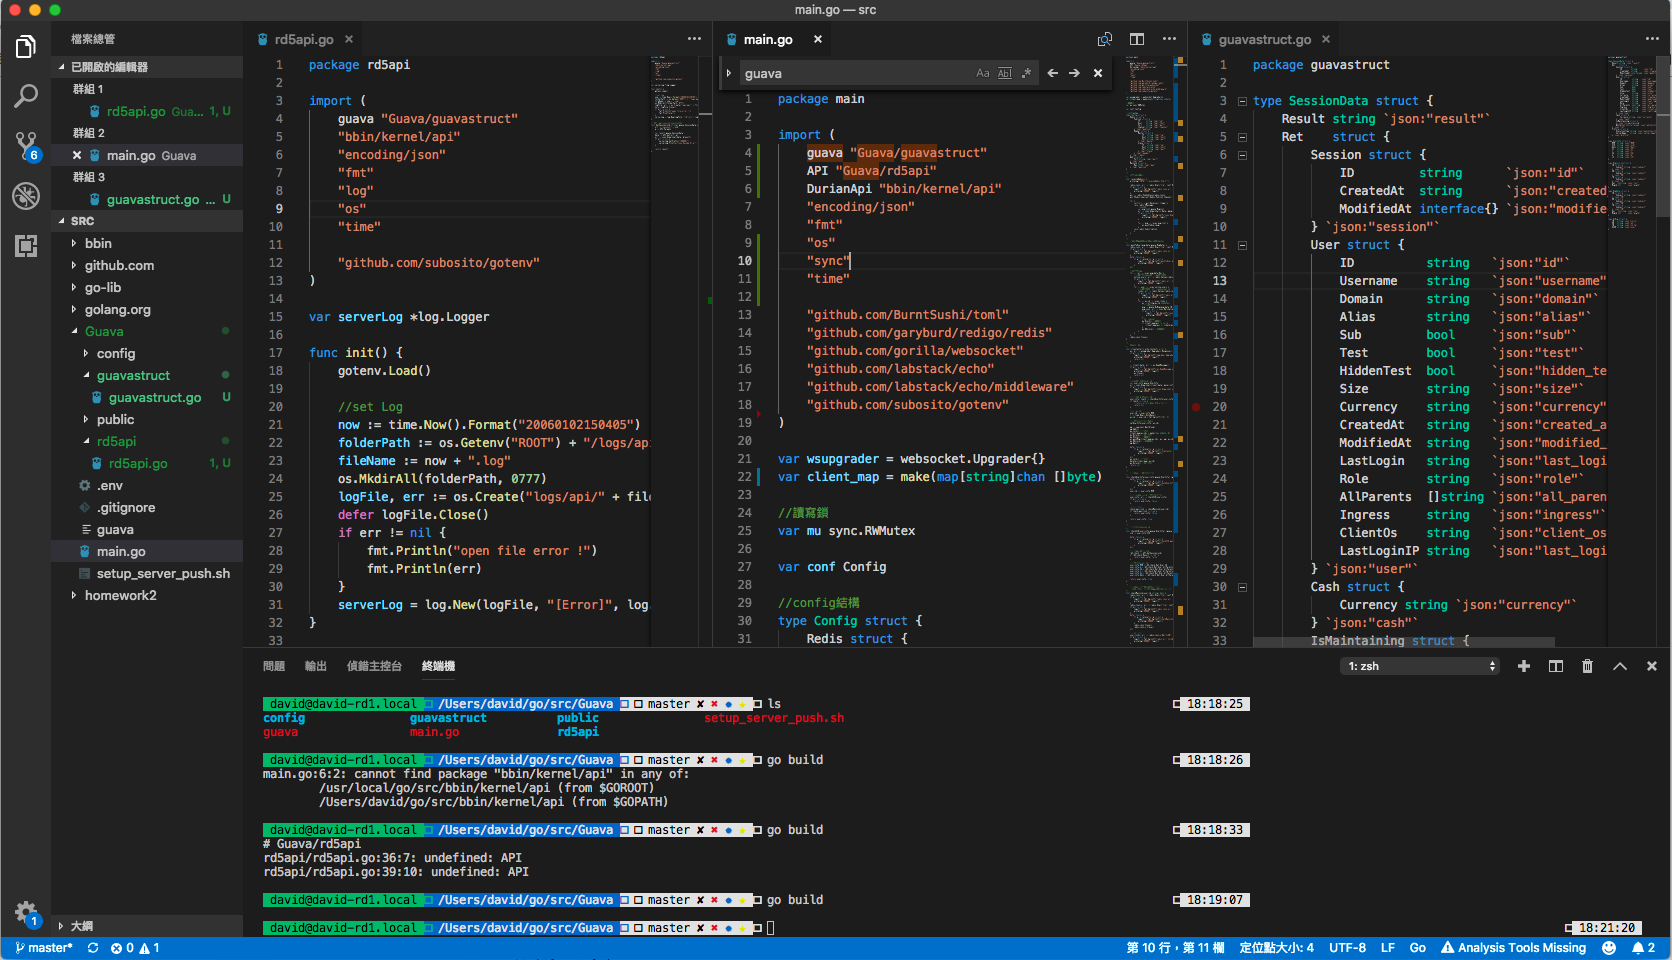 main.go — src
檔案總管
已開啟的編輯器
群組 1
rd5api.go Gua... 1, U
群組 2
main.go Guava
群組 3
guavastruct.go ... U
SRC
bbin
github.com
go-lib
golang.org
Guava
config
guavastruct
guavastruct.go U
public
rd5api
rd5api.go 1, U
.env
.gitignore
guava
main.go
setup_server_push.sh
homework2
大綱
6
1
rd5api.go
1 package rd5api
2
3 import (
4 guava "Guava/guavastruct"
5 "bbin/kernel/api"
6 "encoding/json"
7 "fmt"
8 "log"
9 "os"
10 "time"
11
12 "github.com/subosito/gotenv"
13 )
14
15 var serverLog *log.Logger
16
17 func init() {
18 gotenv.Load()
19
20 //set Log
21 now := time.Now().Format("20060102150405")
22 folderPath := os.Getenv("ROOT") + "/logs/api
23 fileName := now + ".log"
24 os.MkdirAll(folderPath, 0777)
25 logFile, err := os.Create("logs/api/" + file
26 defer logFile.Close()
27 if err != nil {
28 fmt.Println("open file error !")
29 fmt.Println(err)
30 }
31 serverLog = log.New(logFile, "[Error]", log.
32 }
33
main.go
guava
Aa Abl .*
1 package main
2
3 import (
4 guava "Guava/guavastruct"
5 API "Guava/rd5api"
6 DurianApi "bbin/kernel/api"
7 "encoding/json"
8 "fmt"
9 "os"
10 "sync"
11 "time"
12
13 "github.com/BurntSushi/toml"
14 "github.com/garyburd/redigo/redis"
15 "github.com/gorilla/websocket"
16 "github.com/labstack/echo"
17 "github.com/labstack/echo/middleware"
18 "github.com/subosito/gotenv"
19 )
20
21 var wsupgrader = websocket.Upgrader{}
22 var client_map = make(map[string]chan []byte)
23
24 //讀寫鎖
25 var mu sync.RWMutex
26
27 var conf Config
28
29 //config結構
30 type Config struct {
31 Redis struct {
guavastruct.go
1 package guavastruct
2
3 type SessionData struct {
4 Result string `json:"result"`
5 Ret struct {
6 Session struct {
7 ID string `json:"id"`
8 CreatedAt string `json:"created
9 ModifiedAt interface{} `json:"modifie
10 } `json:"session"`
11 User struct {
12 ID string `json:"id"`
13 Username string `json:"username"
14 Domain string `json:"domain"`
15 Alias string `json:"alias"`
16 Sub bool `json:"sub"`
17 Test bool `json:"test"`
18 HiddenTest bool `json:"hidden_te
19 Size string `json:"size"`
20 Currency string `json:"currency"
21 CreatedAt string `json:"created_a
22 ModifiedAt string `json:"modified_
23 LastLogin string `json:"last_logi
24 Role string `json:"role"`
25 AllParents []string `json:"all_paren
26 Ingress string `json:"ingress"`
27 ClientOs string `json:"client_os
28 LastLoginIP string `json:"last_logi
29 } `json:"user"`
30 Cash struct {
31 Currency string `json:"currency"`
32 } `json:"cash"`
33 IsMaintaining struct {
問題 輸出 偵錯主控台 終端機
1: zsh
david@david-rd1.local /Users/david/go/src/Guava master ls 18:18:25
config guavastruct public setup_server_push.sh
guava main.go rd5api
david@david-rd1.local /Users/david/go/src/Guava master go build 18:18:26
main.go:6:2: cannot find package "bbin/kernel/api" in any of:
/usr/local/go/src/bbin/kernel/api (from $GOROOT)
/Users/david/go/src/bbin/kernel/api (from $GOPATH)
david@david-rd1.local /Users/david/go/src/Guava master go build 18:18:33
# Guava/rd5api
rd5api/rd5api.go:36:7: undefined: API
rd5api/rd5api.go:39:10: undefined: API
david@david-rd1.local /Users/david/go/src/Guava master go build 18:19:07
david@david-rd1.local /Users/david/go/src/Guava master 18:21:20
master* 0 1 第 10 行，第 11 欄 定位點大小: 4 UTF-8 LF Go Analysis Tools Missing 2